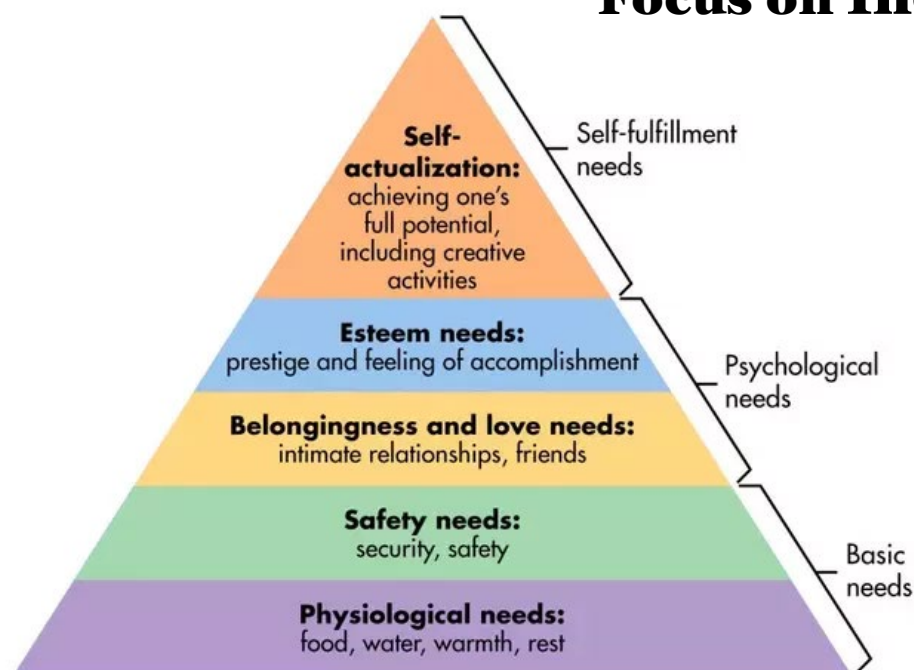 Focus on
Self-
actualization:
achieving one's
full potential,
including creative
activities
Self-fulfillment
needs
Esteem needs:
prestige and feeling of accomplishment
Psychological
needs
Belongingness and love needs:
intimate relationships, friends
Safety needs:
security, safety
Basic
needs
Physiological needs:
food, water, warmth, rest